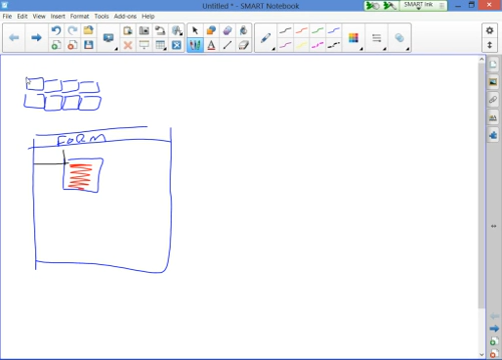 Untitled * - SMART Notebook
SMART Ink
File Edit View Insert Format Tools Add-ons Help
FORM